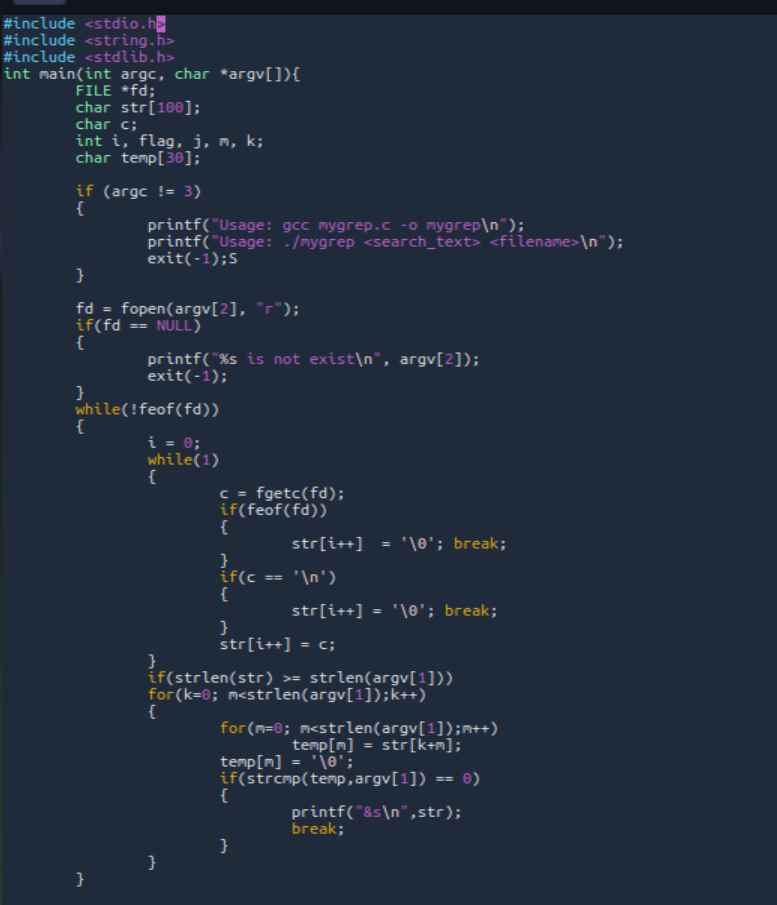 #include <stdio.h>
#include <string.h>
#include <stdlib.h>
int main(int argc, char *argv[]){
        FILE *fd;
        char str[100];
        char c;
        int i, flag, j, m, k;
        char temp[30];

        if (argc != 3)
        {
                printf("Usage: gcc mygrep.c -o mygrep\n");
                printf("Usage: ./mygrep <search_text> <filename>\n");
                exit(-1);S
        }

        fd = fopen(argv[2], "r");
        if(fd == NULL)
        {
                printf("%s is not exist\n", argv[2]);
                exit(-1);
        }
        while(!feof(fd))
        {
                i = 0;
                while(1)
                {
                        c = fgetc(fd);
                        if(feof(fd))
                        {
                                str[i++]  = '\0'; break;
                        }
                        if(c == '\n')
                        {
                                str[i++] = '\0'; break;
                        }
                        str[i++] = c;
                }
                if(strlen(str) >= strlen(argv[1]))
                for(k=0; m<strlen(argv[1]);k++)
                {
                        for(m=0; m<strlen(argv[1]);m++)
                                temp[m] = str[k+m];
                        temp[m] = '\0';
                        if(strcmp(temp,argv[1]) == 0)
                        {
                                printf("&s\n",str);
                                break;
                        }
                }
        }